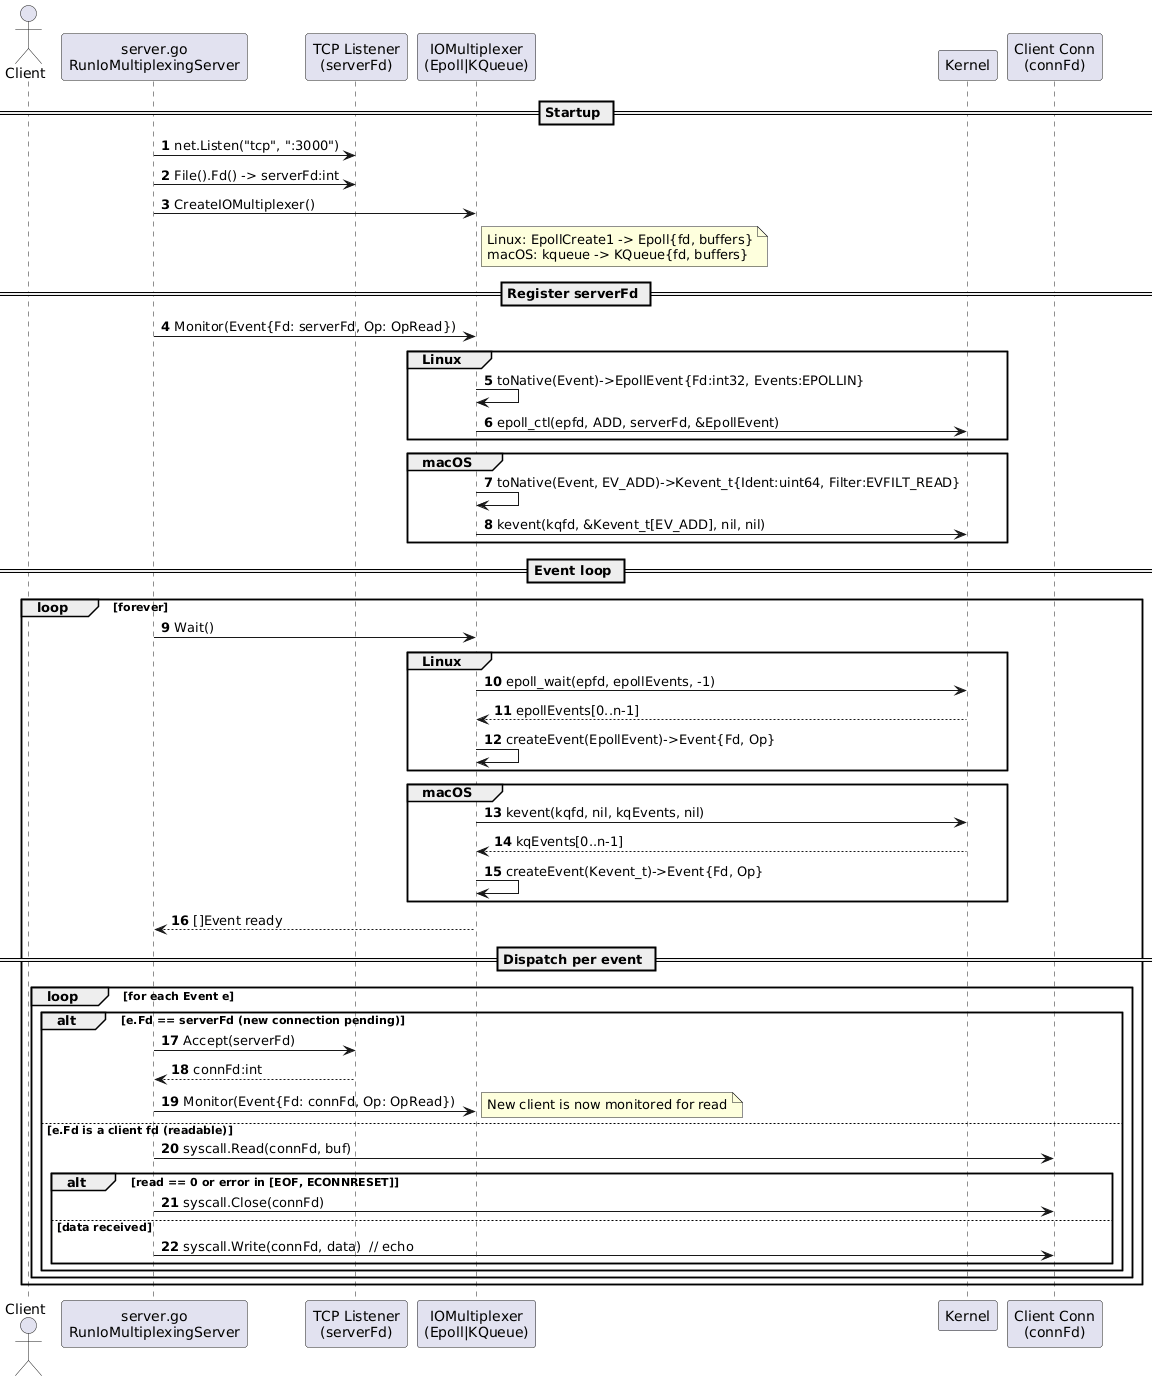 Client
server.go
RunIoMultiplexingServer
TCP Listener
(serverFd)
IOMultiplexer
(Epoll|KQueue)
Kernel
Client Conn
(connFd)
Startup
1 net.Listen("tcp", ":3000")
2 File().Fd() -> serverFd:int
3 CreateIOMultiplexer()
Linux: EpollCreate1 -> Epoll{fd, buffers}
macOS: kqueue -> KQueue{fd, buffers}
Register serverFd
4 Monitor(Event{Fd: serverFd, Op: OpRead})
Linux
5 toNative(Event)->EpollEvent{Fd:int32, Events:EPOLLIN}
6 epoll_ctl(epfd, ADD, serverFd, &EpollEvent)
macOS
7 toNative(Event, EV_ADD)->Kevent_t{Ident:uint64, Filter:EVFILT_READ}
8 kevent(kqfd, &Kevent_t[EV_ADD], nil, nil)
Event loop
loop [forever]
9 Wait()
Linux
10 epoll_wait(epfd, epollEvents, -1)
11 epollEvents[0..n-1]
12 createEvent(EpollEvent)->Event{Fd, Op}
macOS
13 kevent(kqfd, nil, kqEvents, nil)
14 kqEvents[0..n-1]
15 createEvent(Kevent_t)->Event{Fd, Op}
16 []Event ready
Dispatch per event
loop [for each Event e]
alt [e.Fd == serverFd (new connection pending)]
17 Accept(serverFd)
18 connFd:int
19 Monitor(Event{Fd: connFd, Op: OpRead})
New client is now monitored for read
[e.Fd is a client fd (readable)]
20 syscall.Read(connFd, buf)
alt [read == 0 or error in [EOF, ECONNRESET]]
21 syscall.Close(connFd)
[data received]
22 syscall.Write(connFd, data) // echo
Client
server.go
RunIoMultiplexingServer
TCP Listener
(serverFd)
IOMultiplexer
(Epoll|KQueue)
Kernel
Client Conn
(connFd)